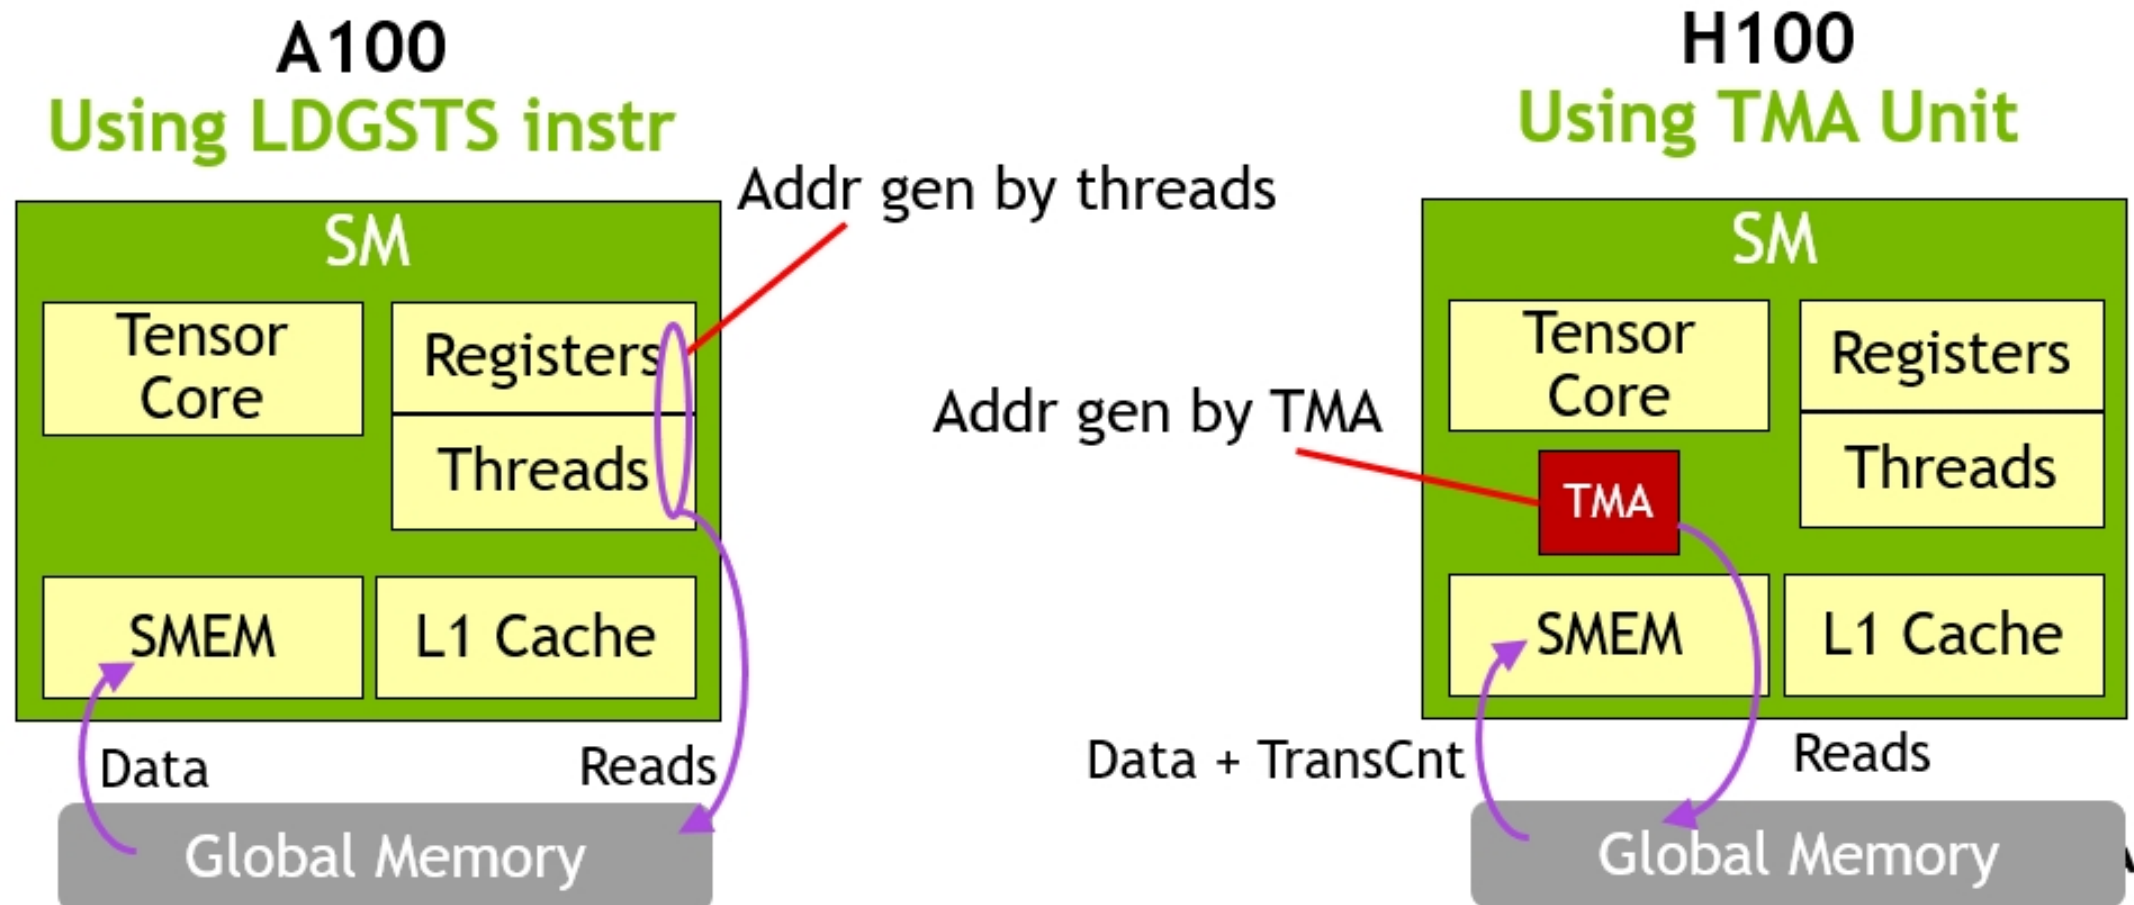 A100
Using LDGSTS instr
SM
Tensor
Core
Registers
Threads
SMEM
L1 Cache
Data
Reads
Global Memory
Addr gen by threads
Addr gen by TMA
H100
Using TMA Unit
SM
Tensor
Core
Registers
Threads
TMA
SMEM
L1 Cache
Data + TransCnt
Reads
Global Memory